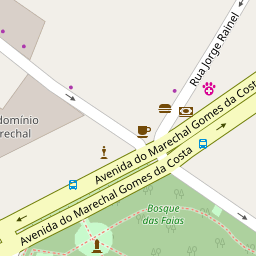 Rua Jorge Rainel
domínio
rechal
Avenida do Marechal Gomes da Costa
Avenida do Marechal Gomes da Costa
Bosque
das Faias